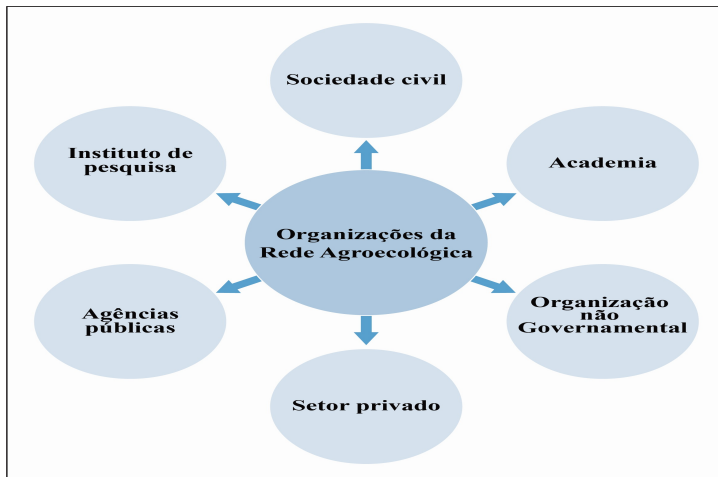 Sociedade civil
Instituto de
pesquisa
Academia
Organizações da
Rede Agroecológica
Agências
públicas
Organização
não
Governamental
Setor privado